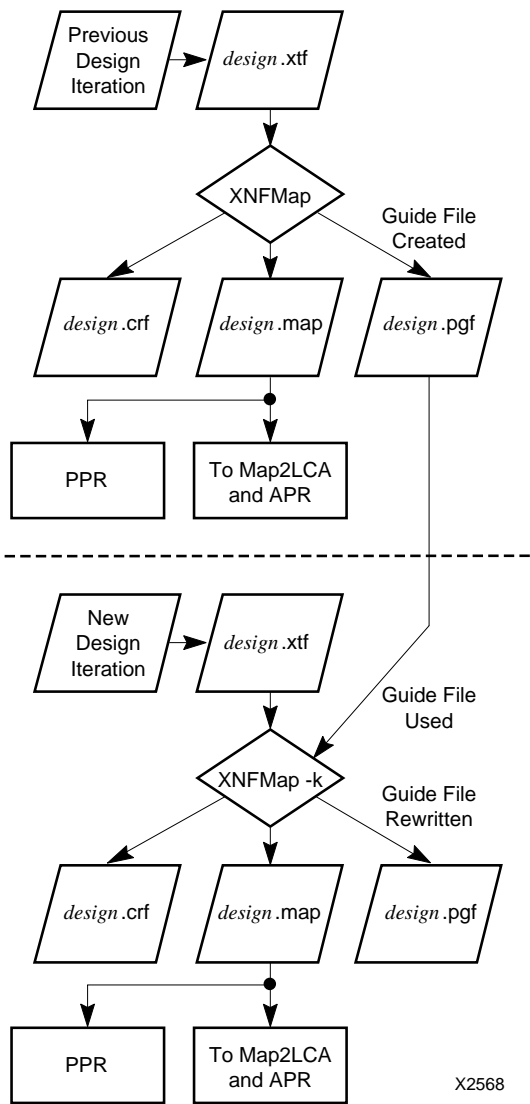 Previous
Design
Iteration
design.xtf
XNFMap
Guide File
Created
design.crf
design.map
design.pgf
PPR
To Map2LCA
and APR
New
Design
Iteration
design.xtf
Guide File
Used
XNFMap -k
Guide File
Rewritten
design.crf
design.map
design.pgf
PPR
To Map2LCA
and APR
X2568